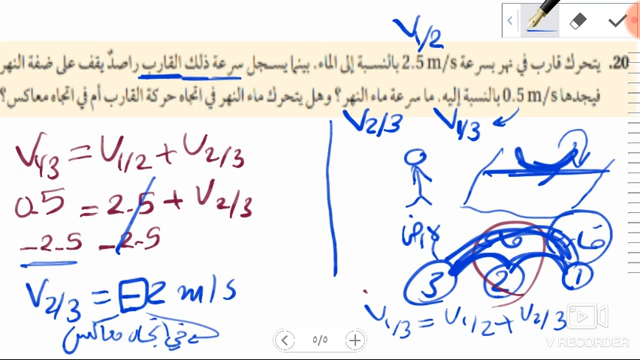 V1/2
20. يتحرك قارب في نهر بسرعة 2.5 m/s بالنسبة إلى الماء. بينما يسجل سرعة ذلك القارب راصدٌ يقف على ضفة النهر
فيجدها 0.5 m/s بالنسبة إليه. ما سرعة ماء النهر؟ وهل يتحرك ماء النهر في اتجاه حركة القارب أم في اتجاه معاكس؟
V2/3 V1/3
V1/3 = V1/2 + V2/3
0.5 = 2.5 + V2/3
-2.5 -2.5
V2/3 = -2 m/s
في اتجاه معاكس
3 2 1
V1/3 = V1/2 + V2/3
0/0
V RECORDER